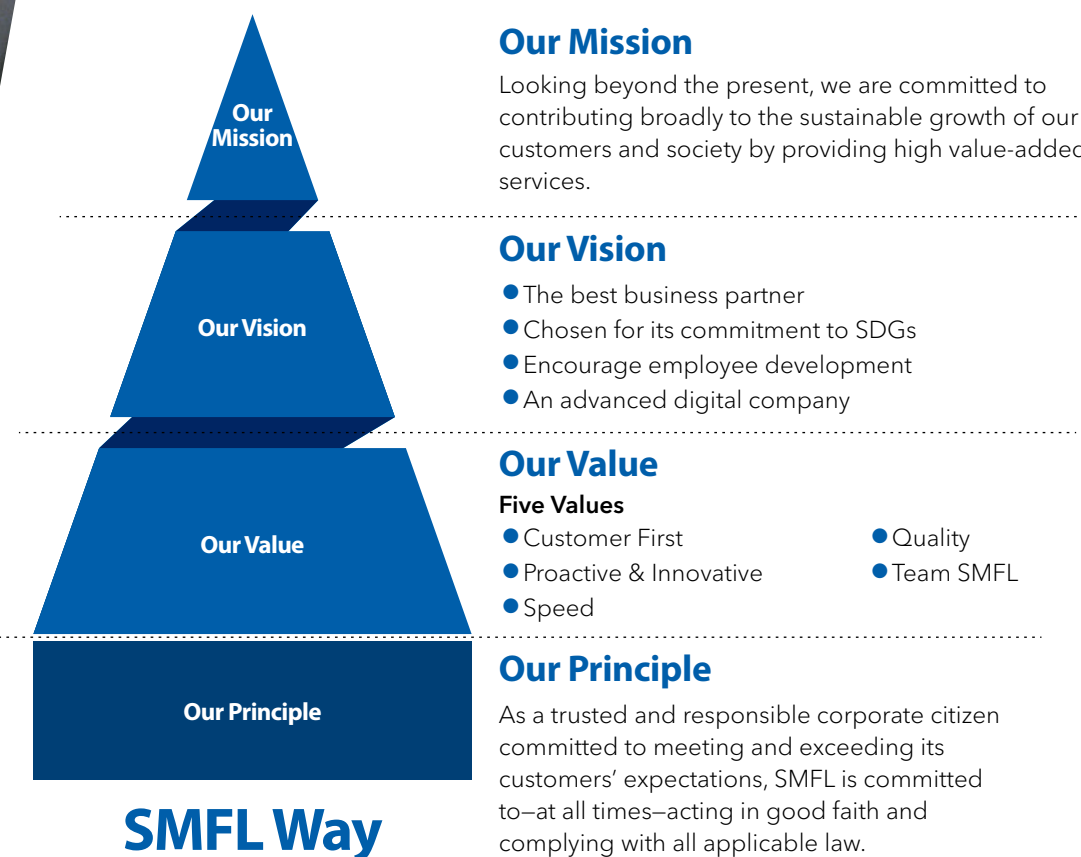 Our
Mission
Our Mission
Looking beyond the present, we are committed to
contributing broadly to the sustainable growth of our
customers and society by providing high value-added
services.
Our Vision
Our Vision
● The best business partner
● Chosen for its commitment to SDGs
● Encourage employee development
● An advanced digital company
Our Value
Our Value
Five Values
● Customer First
● Proactive & Innovative
● Speed
● Quality
● Team SMFL
Our Principle
Our Principle
As a trusted and responsible corporate citizen
committed to meeting and exceeding its
customers’ expectations, SMFL is committed
to—at all times—acting in good faith and
complying with all applicable law.
SMFL Way